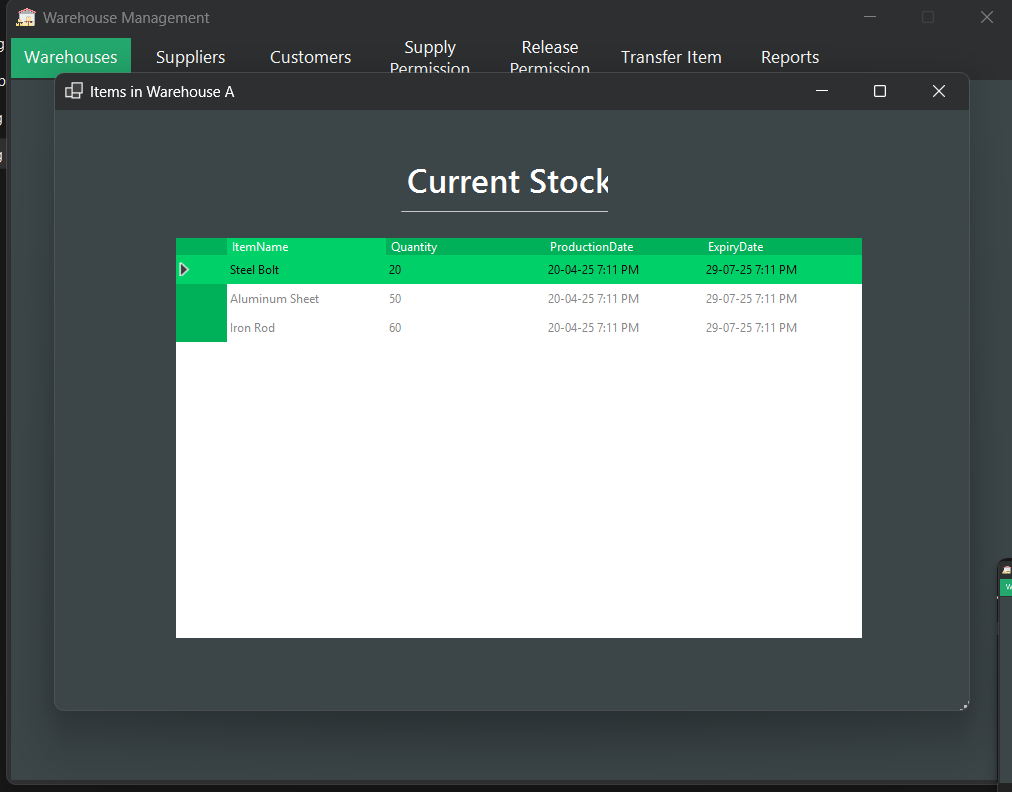 Warehouse Management
Warehouses Suppliers Customers Supply Permission Release Permission Transfer Item Reports
Items in Warehouse A
Current Stock
ItemName Quantity ProductionDate ExpiryDate
Steel Bolt 20 20-04-25 7:11 PM 29-07-25 7:11 PM
Aluminum Sheet 50 20-04-25 7:11 PM 29-07-25 7:11 PM
Iron Rod 60 20-04-25 7:11 PM 29-07-25 7:11 PM